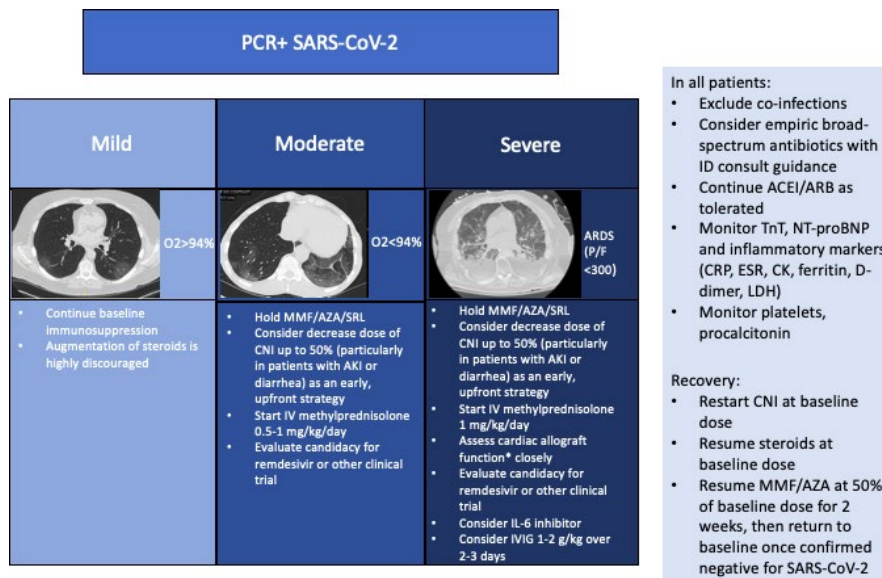 PCR+ SARS-CoV-2
Mild
Moderate
Severe
O2>94%
O2<94%
ARDS
(P/F
<300)
• Continue baseline
immunosuppression
• Augmentation of steroids is
highly discouraged
• Hold MMF/AZA/SRL
• Consider decrease dose of
CNI up to 50% (particularly
in patients with AKI or
diarrhea) as an early,
upfront strategy
• Start IV methylprednisolone
0.5-1 mg/kg/day
• Evaluate candidacy for
remdesivir or other clinical
trial
• Hold MMF/AZA/SRL
• Consider decrease dose of
CNI up to 50% (particularly
in patients with AKI or
diarrhea) as an early,
upfront strategy
• Start IV methylprednisolone
1 mg/kg/day
• Assess cardiac allograft
function* closely
• Evaluate candidacy for
remdesivir or other clinical
trial
• Consider IL-6 inhibitor
• Consider IVIG 1-2 g/kg over
2-3 days
In all patients:
• Exclude co-infections
• Consider empiric broad-
spectrum antibiotics with
ID consult guidance
• Continue ACEI/ARB as
tolerated
• Monitor TnT, NT-proBNP
and inflammatory markers
(CRP, ESR, CK, ferritin, D-
dimer, LDH)
• Monitor platelets,
procalcitonin
Recovery:
• Restart CNI at baseline
dose
• Resume steroids at
baseline dose
• Resume MMF/AZA at 50%
of baseline dose for 2
weeks, then return to
baseline once confirmed
negative for SARS-CoV-2